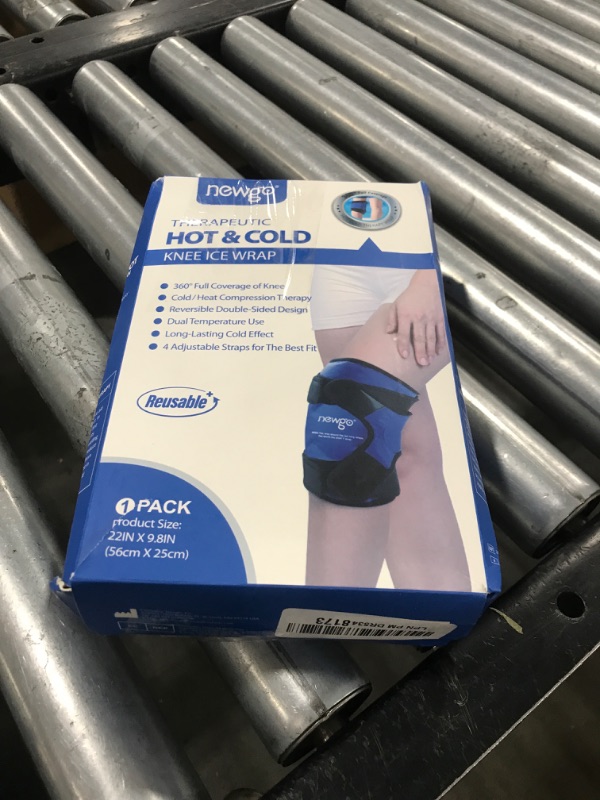 newgo
THERAPEUTIC
HOT & COLD
KNEE ICE WRAP
360° Full Coverage of Knee
Cold/Heat Compression Therapy
Reversible Double-Sided Design
Dual Temperature Use
Long-Lasting Cold Effect
4 Adjustable Straps for The Best Fit
Reusable+
newgo
1 PACK
Product Size:
22IN X 9.8IN
(56cm X 25cm)